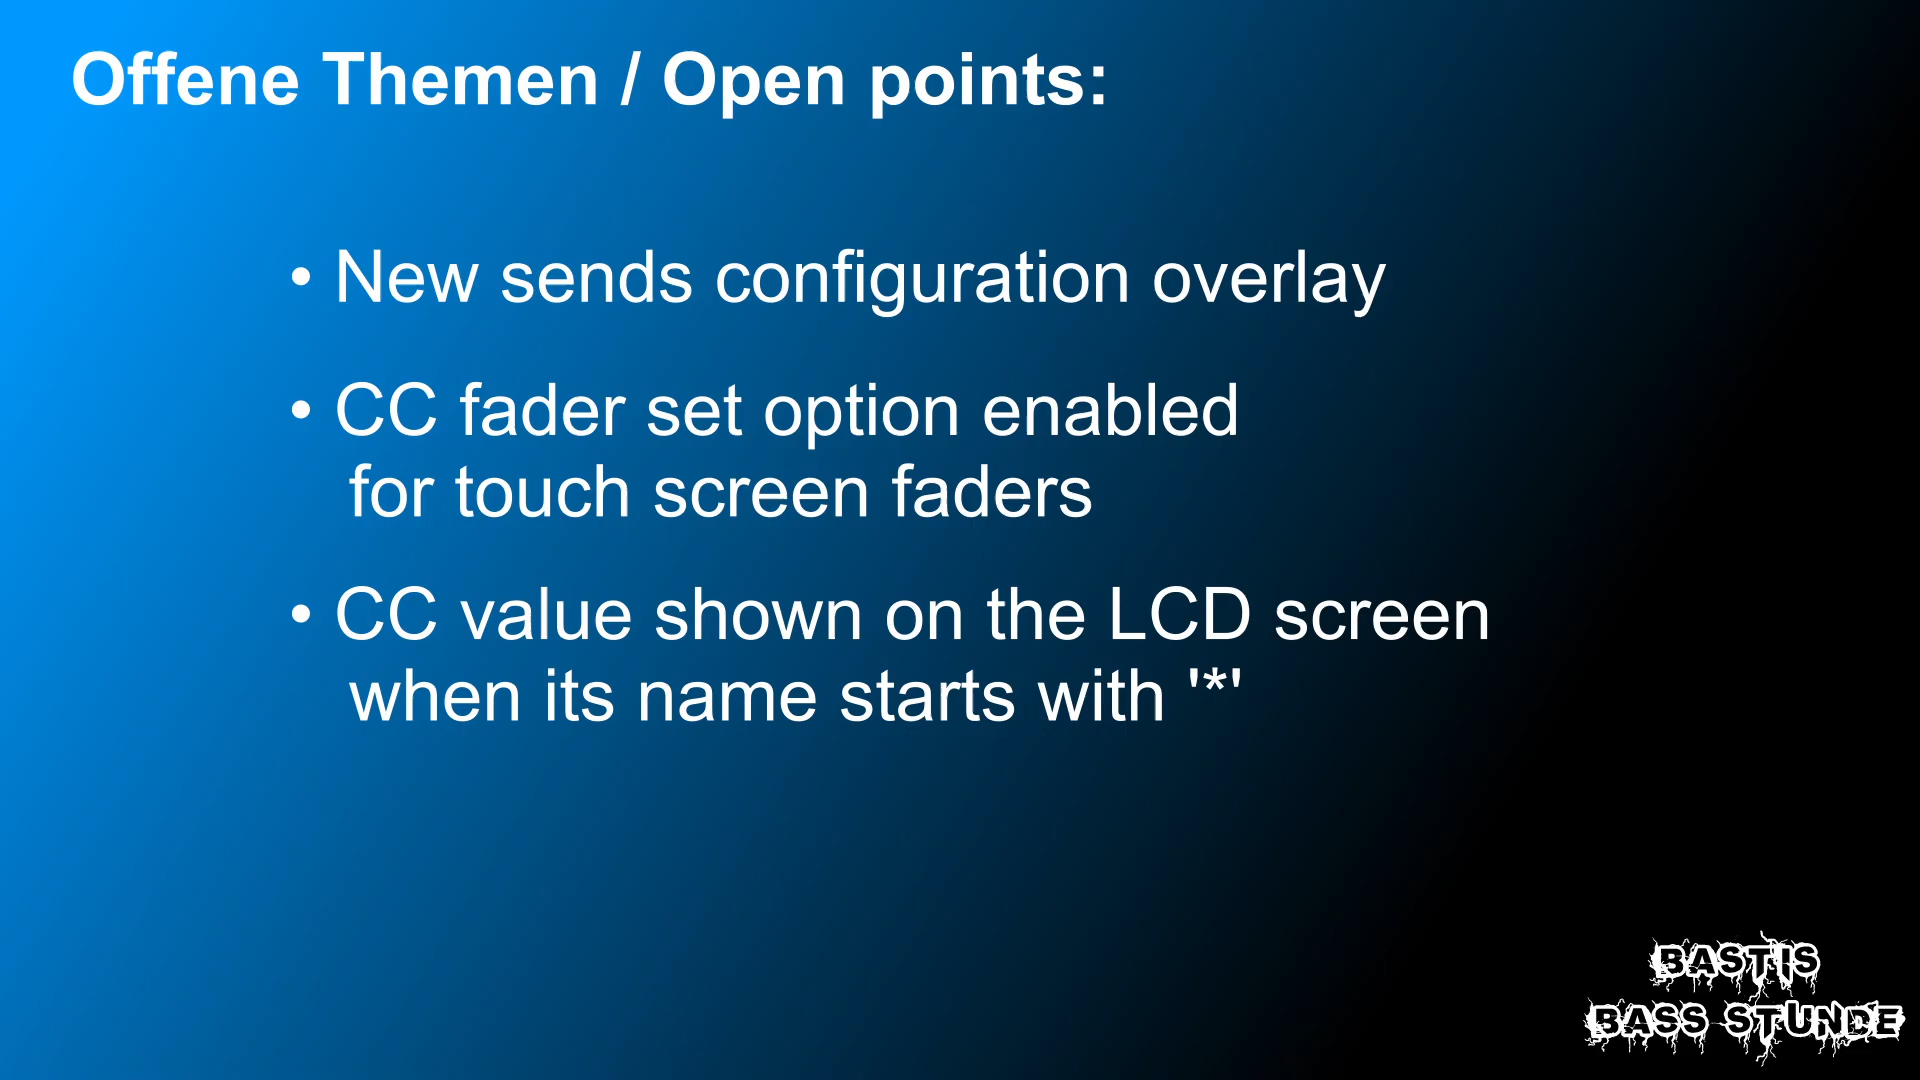 Offene Themen / Open points:
• New sends configuration overlay
• CC fader set option enabled
for touch screen faders
• CC value shown on the LCD screen
when its name starts with '*'
BASTIS
BASS STUNDE